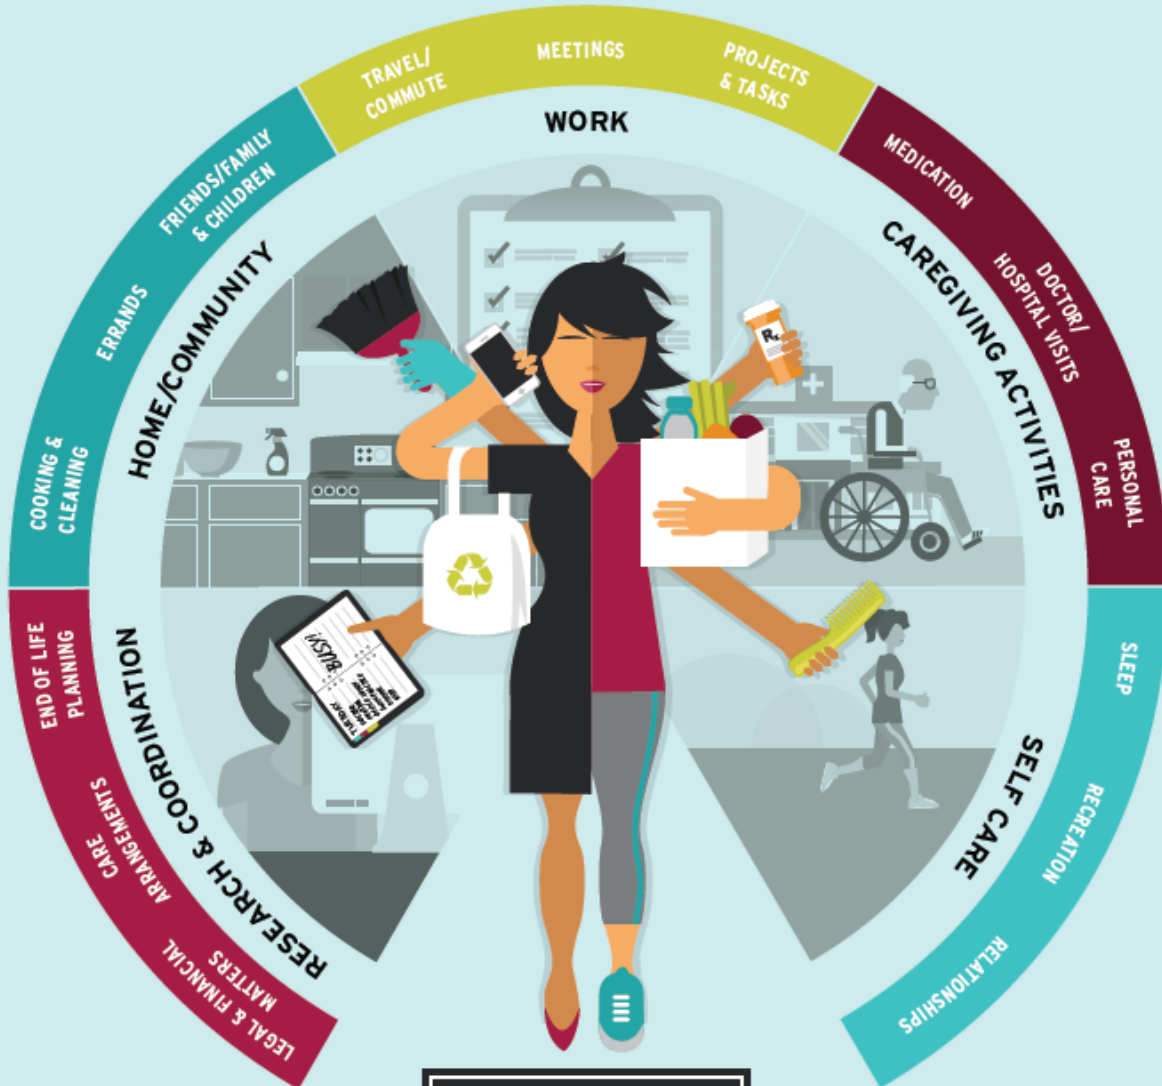 TRAVEL/
COMMUTE
MEETINGS
PROJECTS
& TASKS
WORK
FRIENDS/FAMILY
& CHILDREN
ERRANDS
COOKING &
CLEANING
HOME/COMMUNITY
MEDICATION
DOCTOR/
HOSPITAL VISITS
PERSONAL
CARE
CAREGIVING ACTIVITIES
Rx
END OF LIFE
PLANNING
CARE
ARRANGEMENTS
LEGAL & FINANCIAL
MATTERS
RESEARCH & COORDINATION
BUSY!
TUESDAY
SLEEP
RECREATION
RELATIONSHIPS
SELF CARE